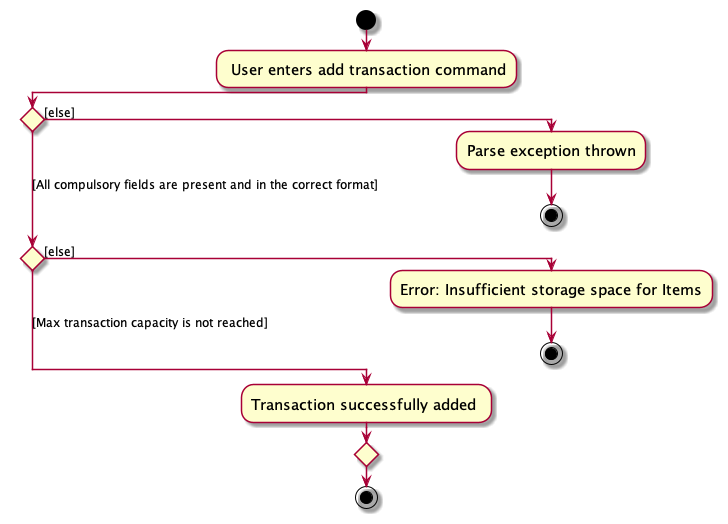 User enters add transaction command
[else]
Parse exception thrown
[All compulsory fields are present and in the correct format]
[else]
Error: Insufficient storage space for Items
[Max transaction capacity is not reached]
Transaction successfully added